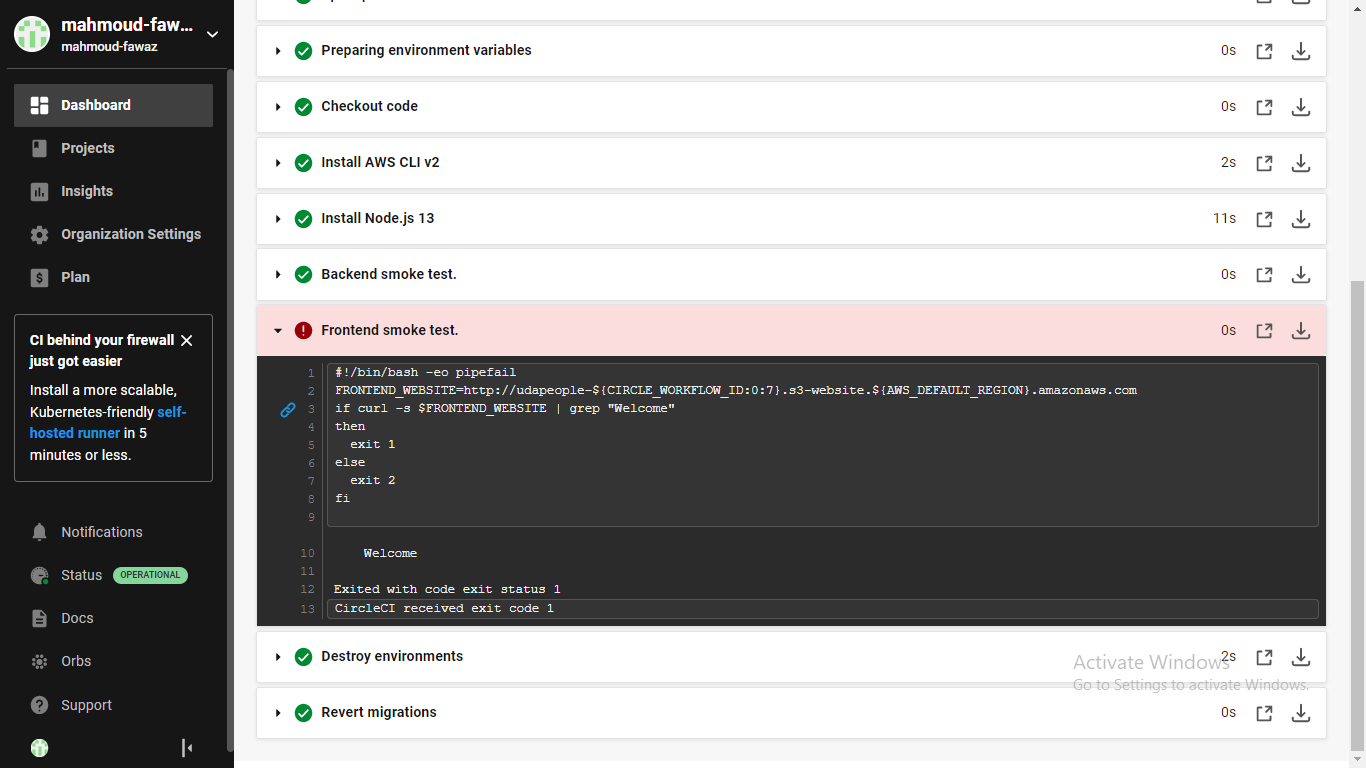 mahmoud-faw...
mahmoud-fawaz
Dashboard
Projects
Insights
Organization Settings
Plan
CI behind your firewall
just got easier
Install a more scalable,
Kubernetes-friendly self-
hosted runner in 5
minutes or less.
Notifications
Status OPERATIONAL
Docs
Orbs
Support
Preparing environment variables 0s
Checkout code 0s
Install AWS CLI v2 2s
Install Node.js 13 11s
Backend smoke test. 0s
Frontend smoke test. 0s
1 #!/bin/bash -eo pipefail
2 FRONTEND_WEBSITE=http://udapeople-${CIRCLE_WORKFLOW_ID:0:7}.s3-website.${AWS_DEFAULT_REGION}.amazonaws.com
3 if curl -s $FRONTEND_WEBSITE | grep "Welcome"
4 then
5 exit 1
6 else
7 exit 2
8 fi
9
10 Welcome
11
12 Exited with code exit status 1
13 CircleCI received exit code 1
Destroy environments 2s
Revert migrations 0s
Activate Windows
Go to Settings to activate Windows.